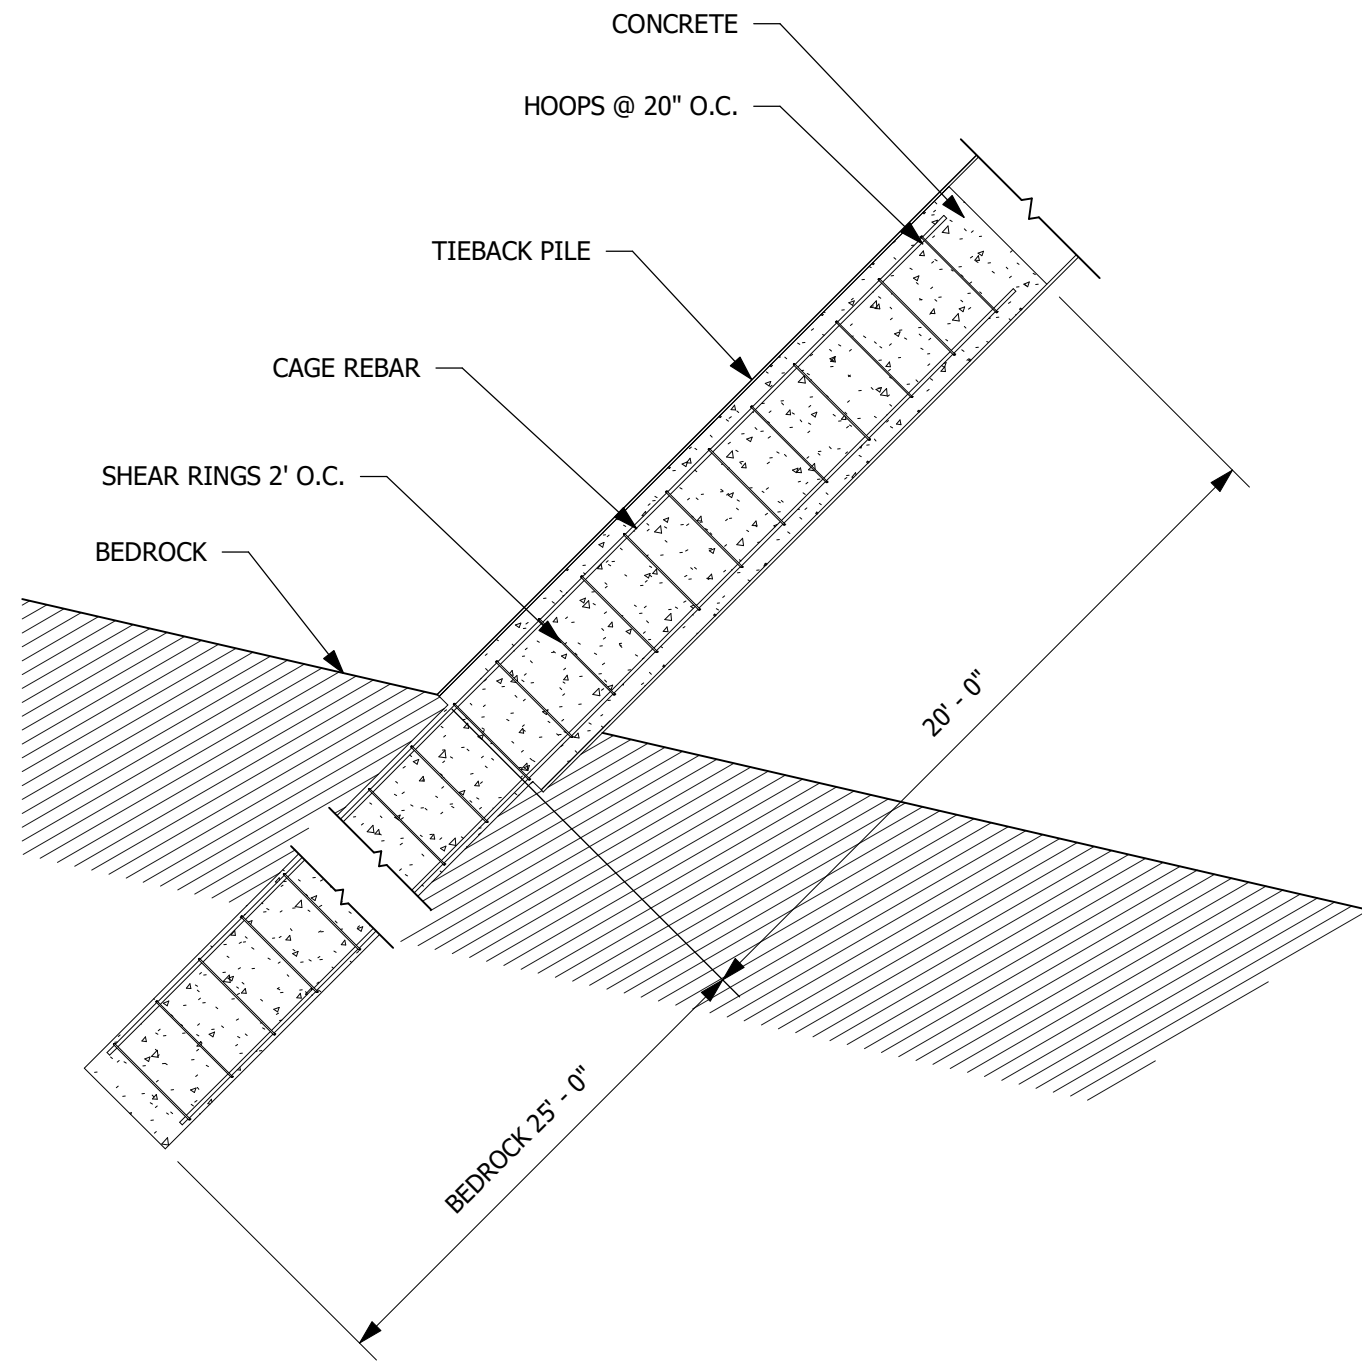 CONCRETE
HOOPS @ 20" O.C.
TIEBACK PILE
CAGE REBAR
SHEAR RINGS 2' O.C.
BEDROCK
20' - 0"
BEDROCK 25' - 0"